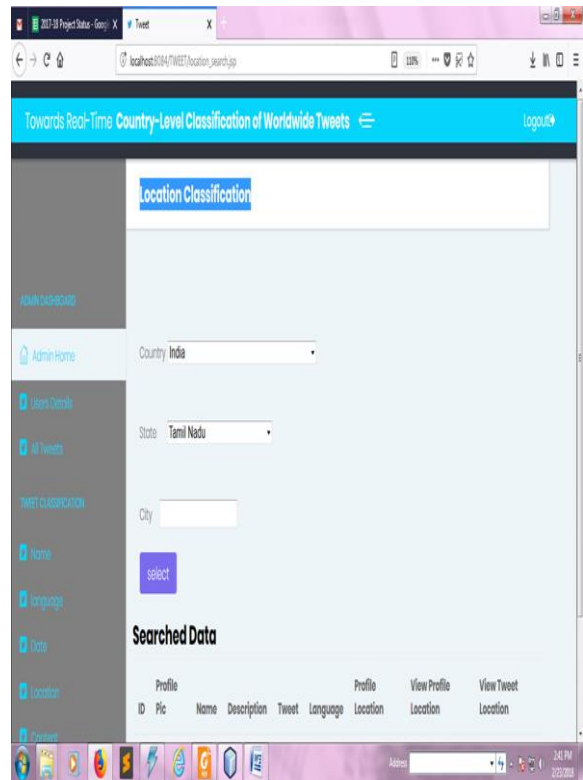 2017-18 Project Status - Googl X
Tweet X
localhost:8084/TWEET/location_search.jsp
110%
Towards Real-Time Country-Level Classification of Worldwide Tweets
Logout
Location Classification
ADMIN DASHBOARD
Admin Home
Users Details
All Tweets
TWEET CLASSIFICATION
Name
language
Date
Location
Content
Country India
State Tamil Nadu
City
select
Searched Data
ID Profile Pic Name Description Tweet Language Profile Location View Profile Location View Tweet Location
Address
2:41 PM
2/25/2018